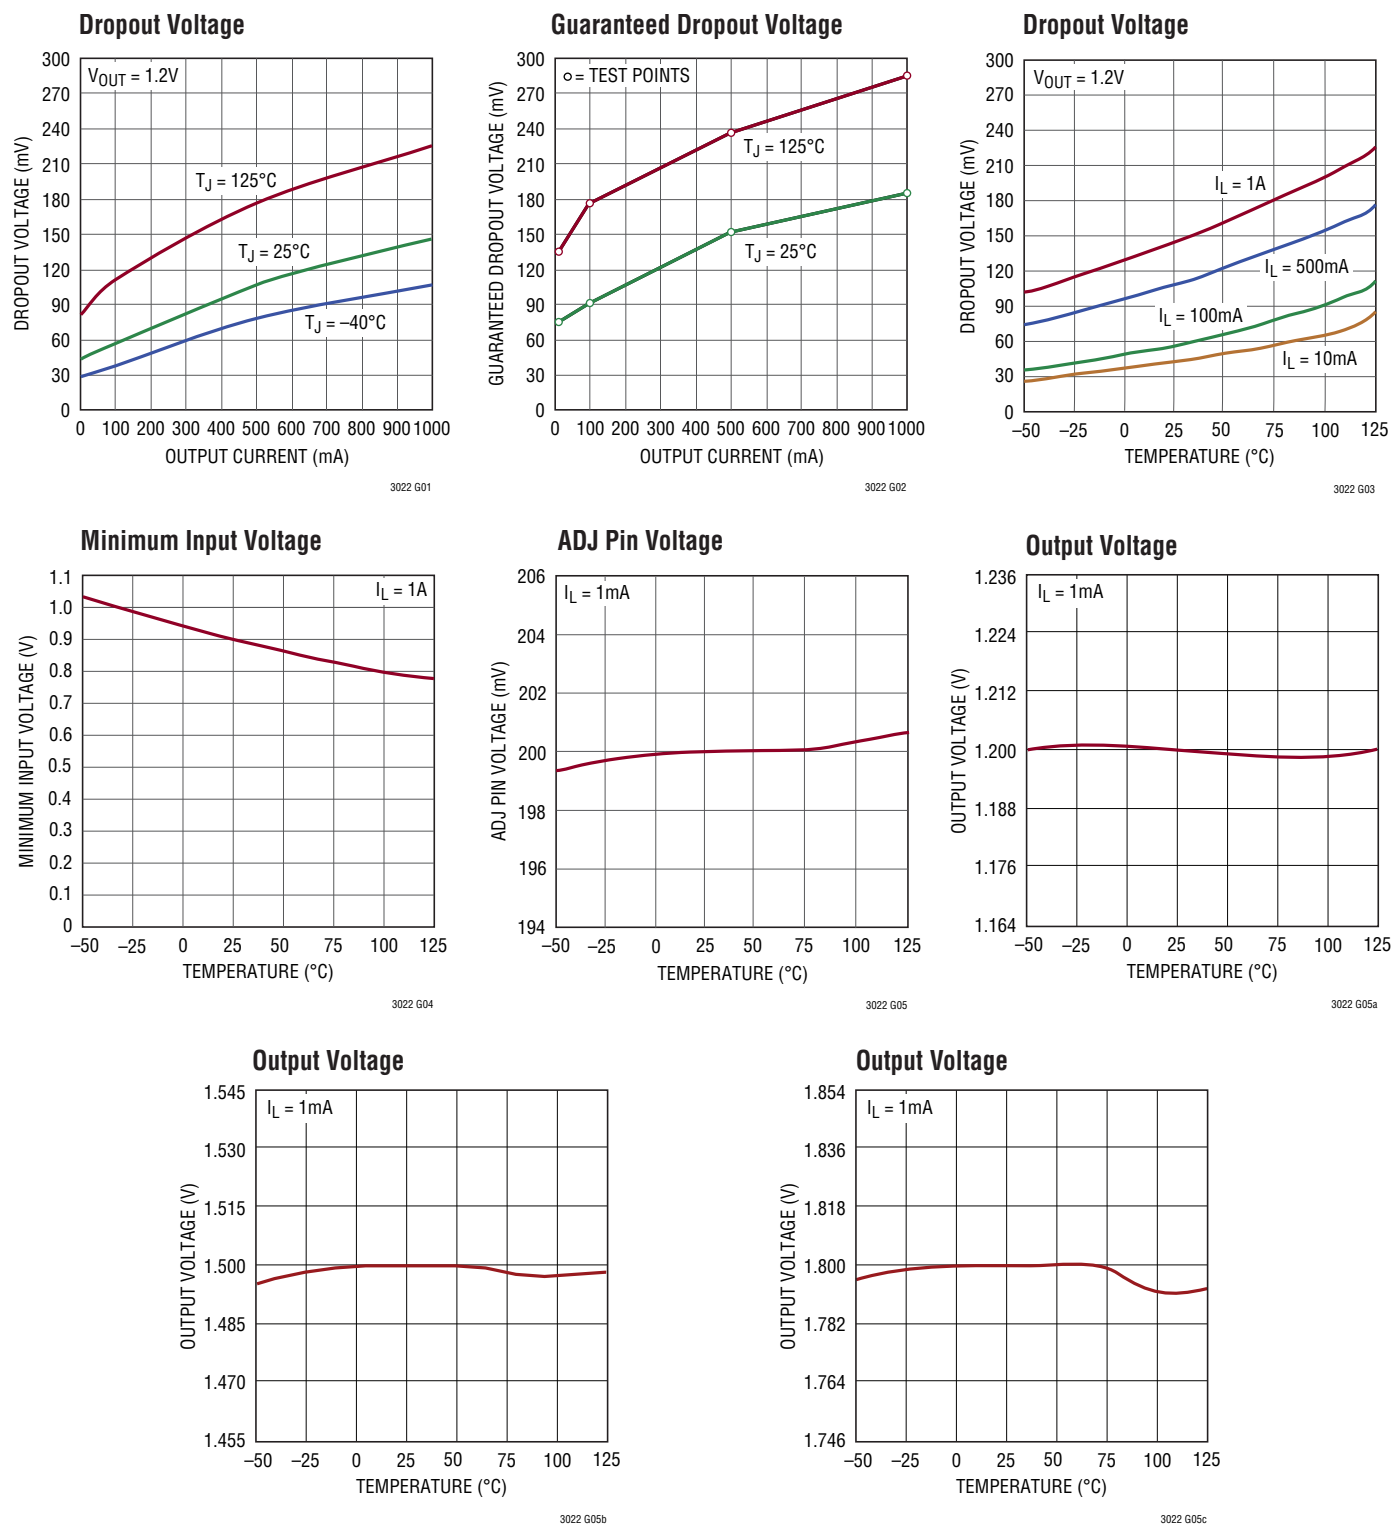 Dropout Voltage
300
270
240
210
180
150
120
90
60
30
0
DROPOUT VOLTAGE (mV)
VOUT = 1.2V
TJ = 125°C
TJ = 25°C
TJ = –40°C
0 100 200 300 400 500 600 700 800 900 1000
OUTPUT CURRENT (mA)
3022 G01
Guaranteed Dropout Voltage
300
270
240
210
180
150
120
90
60
30
0
GUARANTEED DROPOUT VOLTAGE (mV)
= TEST POINTS
TJ = 125°C
TJ = 25°C
0 100 200 300 400 500 600 700 800 900 1000
OUTPUT CURRENT (mA)
3022 G02
Dropout Voltage
300
270
240
210
180
150
120
90
60
30
0
DROPOUT VOLTAGE (mV)
VOUT = 1.2V
IL = 1A
IL = 500mA
IL = 100mA
IL = 10mA
–50 –25 0 25 50 75 100 125
TEMPERATURE (°C)
3022 G03
Minimum Input Voltage
1.1
1.0
0.9
0.8
0.7
0.6
0.5
0.4
0.3
0.2
0.1
0
MINIMUM INPUT VOLTAGE (V)
IL = 1A
–50 –25 0 25 50 75 100 125
TEMPERATURE (°C)
3022 G04
ADJ Pin Voltage
206
204
202
200
198
196
194
ADJ PIN VOLTAGE (mV)
IL = 1mA
–50 –25 0 25 50 75 100 125
TEMPERATURE (°C)
3022 G05
Output Voltage
1.236
1.224
1.212
1.200
1.188
1.176
1.164
OUTPUT VOLTAGE (V)
IL = 1mA
–50 –25 0 25 50 75 100 125
TEMPERATURE (°C)
3022 G05a
Output Voltage
1.545
1.530
1.515
1.500
1.485
1.470
1.455
OUTPUT VOLTAGE (V)
IL = 1mA
–50 –25 0 25 50 75 100 125
TEMPERATURE (°C)
3022 G05b
Output Voltage
1.854
1.836
1.818
1.800
1.782
1.764
1.746
OUTPUT VOLTAGE (V)
IL = 1mA
–50 –25 0 25 50 75 100 125
TEMPERATURE (°C)
3022 G05c